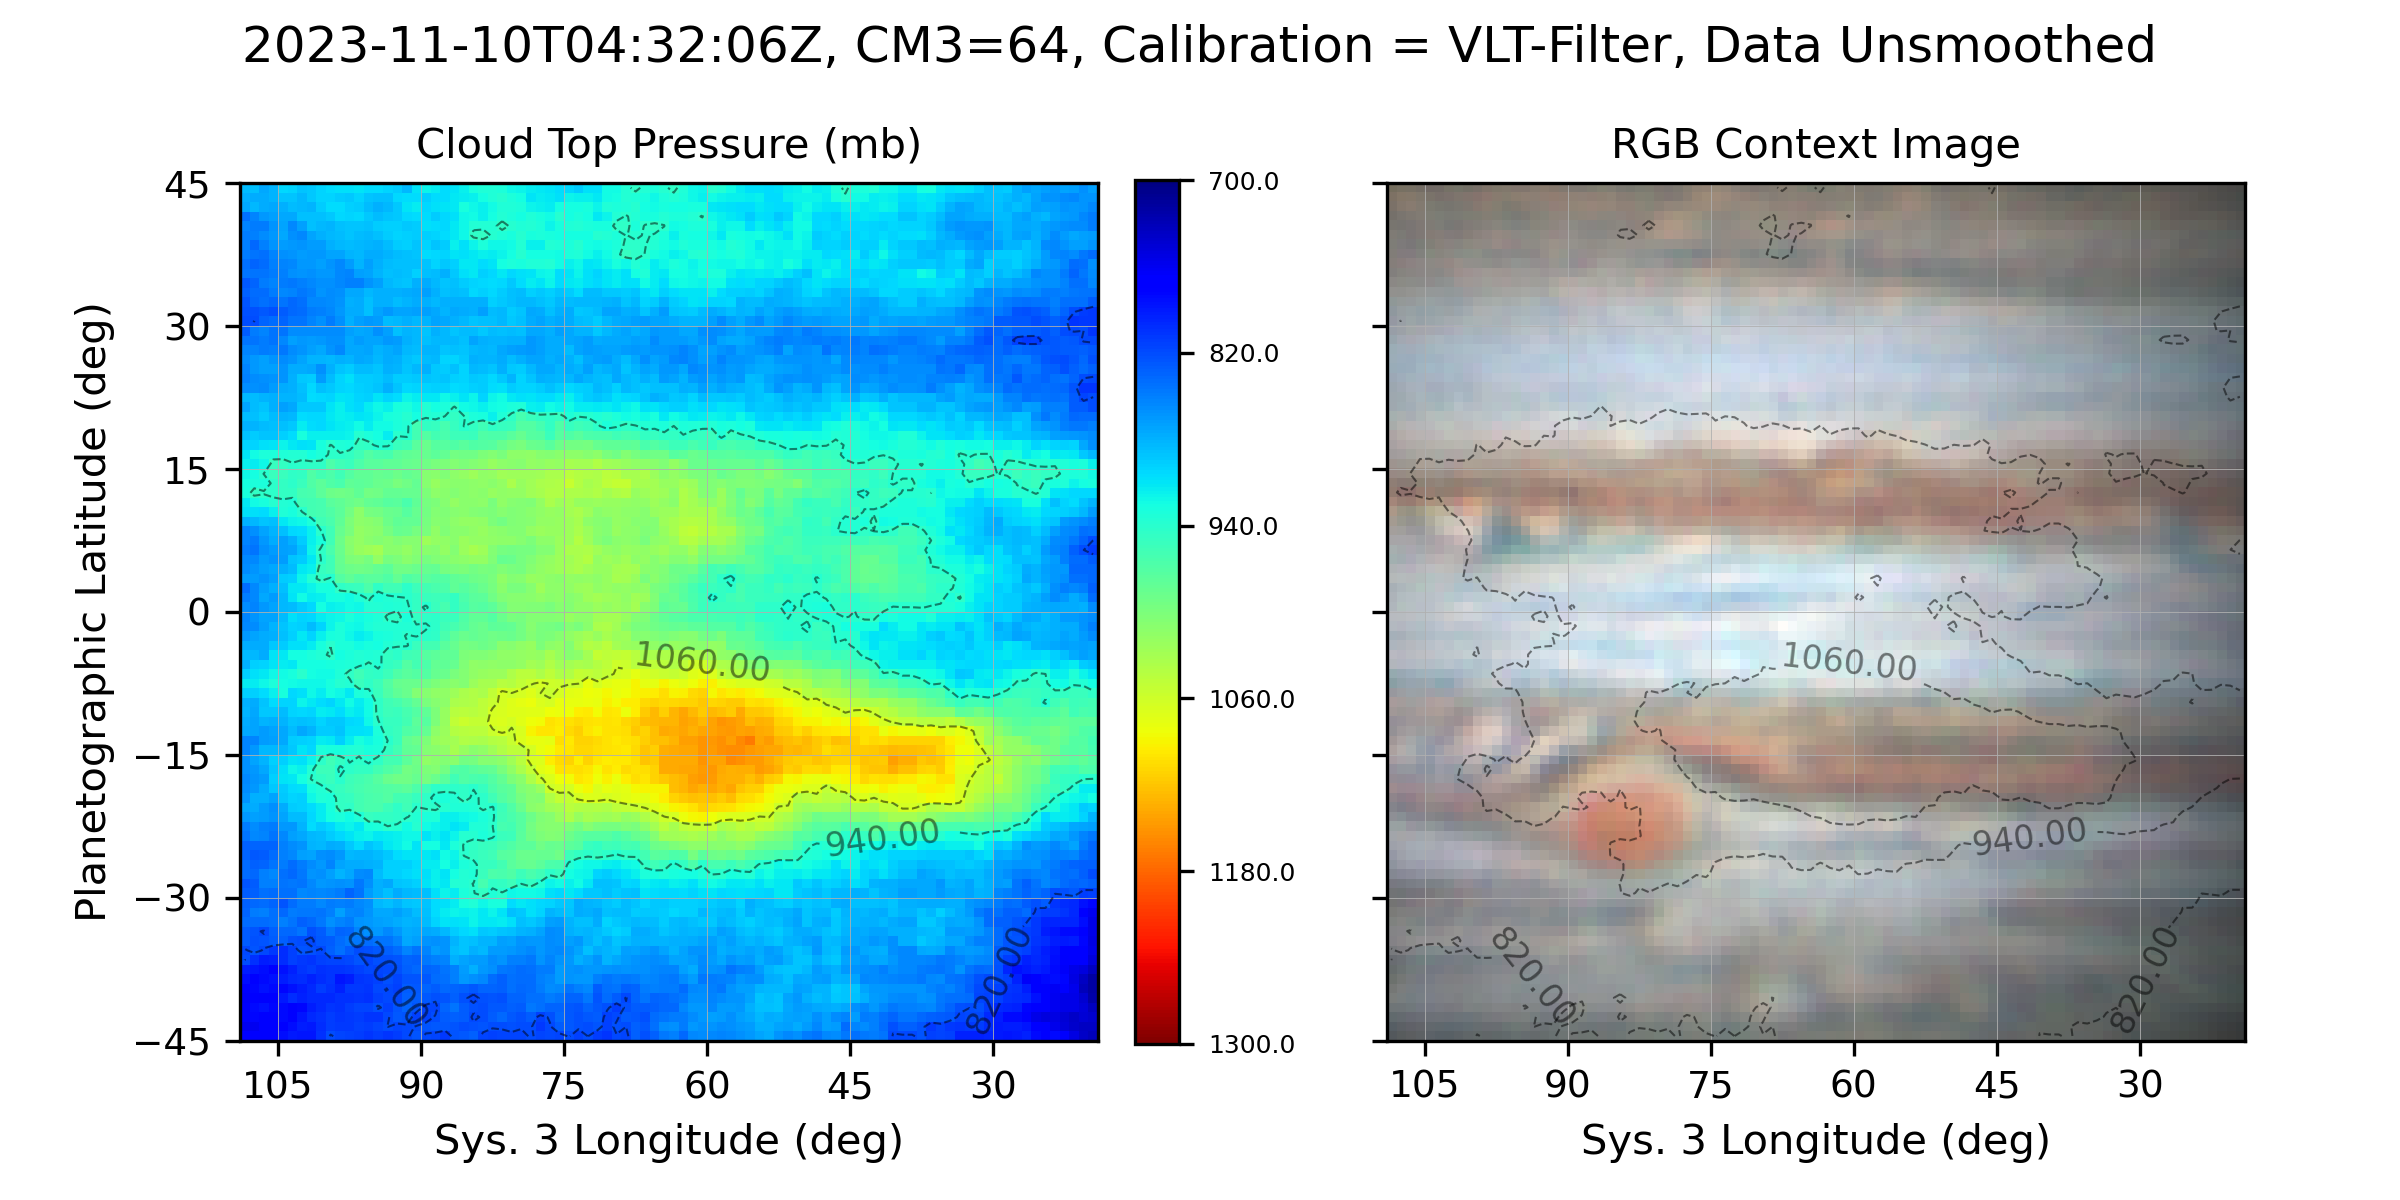 2023-11-10T04:32:06Z, CM3=64, Calibration = VLT-Filter, Data Unsmoothed
Cloud Top Pressure (mb)
RGB Context Image
Planetographic Latitude (deg)
45
30
15
0
−15
−30
−45
105 90 75 60 45 30
Sys. 3 Longitude (deg)
1060.00
940.00
820.00
820.00
700.0
820.0
940.0
1060.0
1180.0
1300.0
1060.00
940.00
820.00
820.00
105 90 75 60 45 30
Sys. 3 Longitude (deg)